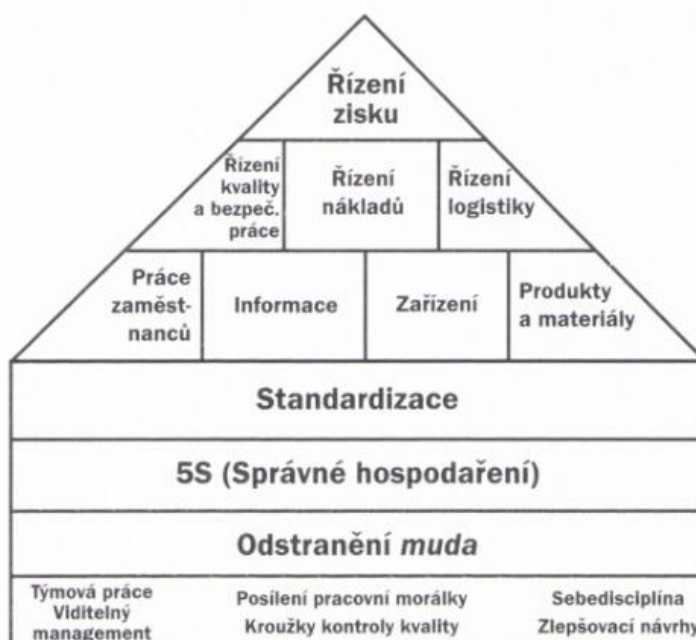 Řízení
zisku
Řízení
kvality
a bezpeč.
práce
Řízení
nákladů
Řízení
logistiky
Práce
zaměst-
nanců
Informace
Zařízení
Produkty
a materiály
Standardizace
5S (Správné hospodaření)
Odstranění muda
Týmová práce
Viditelný
management
Posílení pracovní morálky
Kroužky kontroly kvality
Sebedisciplína
Zlepšovací návrhy